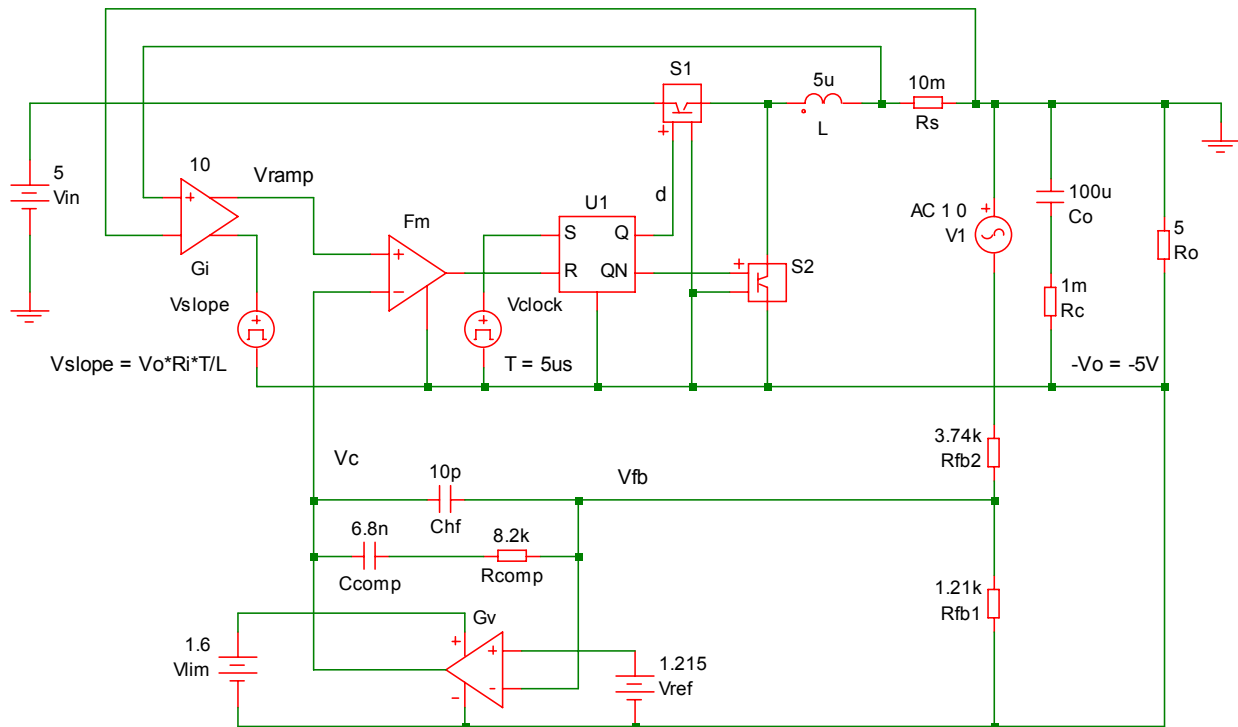 S1
5u
L
10m
Rs
5
Vin
10
Vramp
Gi
Fm
U1
d
S
Q
R
QN
S2
AC 1 0
V1
100u
Co
5
Ro
1m
Rc
Vslope
Vclock
Vslope = Vo*Ri*T/L
T = 5us
-Vo = -5V
3.74k
Rfb2
Vc
10p
Chf
Vfb
6.8n
Ccomp
8.2k
Rcomp
1.21k
Rfb1
Gv
1.6
Vlim
1.215
Vref